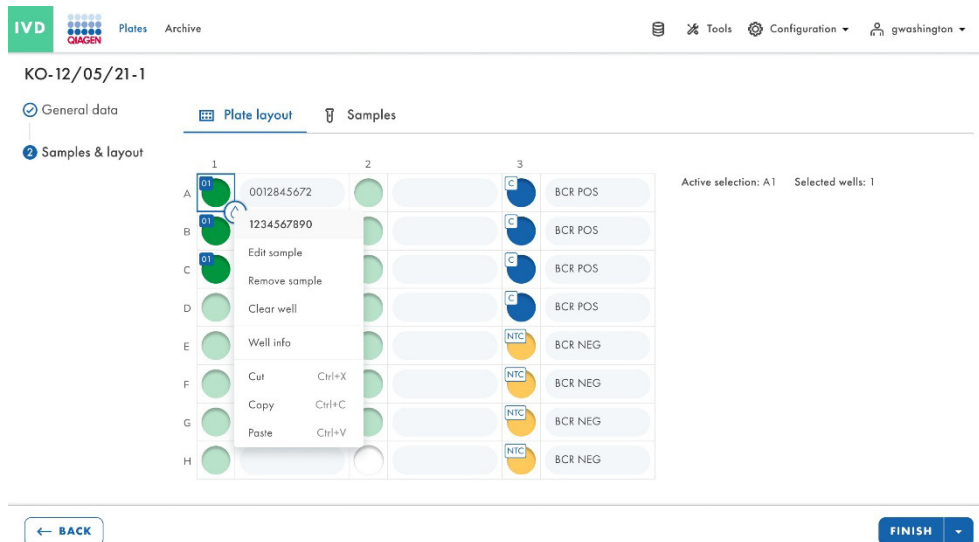 IVD
QIAGEN
Plates Archive
Tools Configuration gwashington
KO-12/05/21-1
General data
2 Samples & layout
Plate layout Samples
1 2 3
Active selection: A1 Selected wells: 1
A 01 0012845672 C BCR POS
B 01 1234567890 C BCR POS
Edit sample
C 01 Remove sample C BCR POS
D Clear well C BCR POS
E Well info NTC BCR NEG
F Cut Ctrl+X NTC BCR NEG
Copy Ctrl+C
G Paste Ctrl+V NTC BCR NEG
H NTC BCR NEG
← BACK FINISH